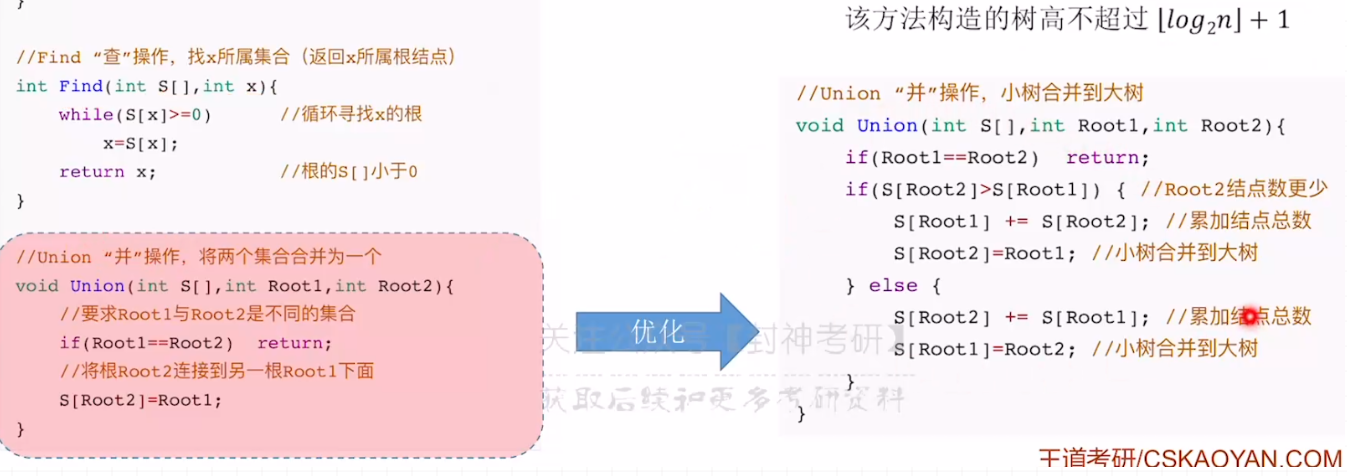 }
//Find “查”操作，找x所属集合（返回x所属根结点）
int Find(int S[],int x){
while(S[x]>=0) //循环寻找x的根
x=S[x];
return x; //根的S[]小于0
}
//Union “并”操作，将两个集合合并为一个
void Union(int S[],int Root1,int Root2){
//要求Root1与Root2是不同的集合
if(Root1==Root2) return;
//将根Root2连接到另一根Root1下面
S[Root2]=Root1;
}
优化
该方法构造的树高不超过 ⌊log₂n⌋ + 1
//Union “并”操作，小树合并到大树
void Union(int S[],int Root1,int Root2){
if(Root1==Root2) return;
if(S[Root2]>S[Root1]) { //Root2结点数更少
S[Root1] += S[Root2]; //累加结点总数
S[Root2]=Root1; //小树合并到大树
} else {
S[Root2] += S[Root1]; //累加结点总数
S[Root1]=Root2; //小树合并到大树
}
}
封神考研】
获取后续和更多考研资料
王道考研/CSKAOYAN.COM